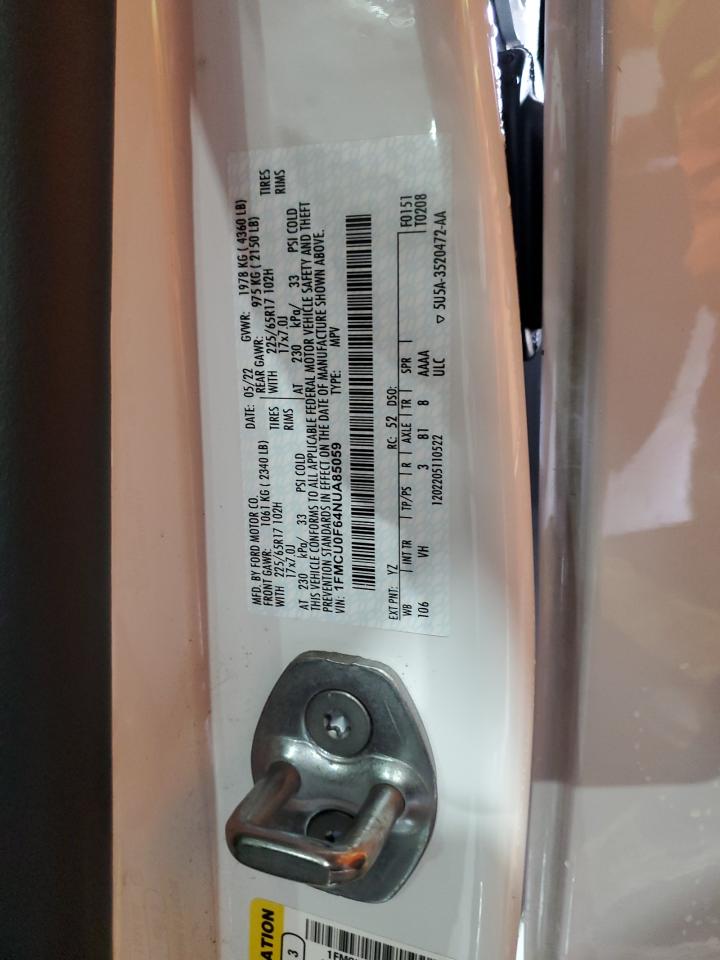 MFD. BY FORD MOTOR CO.
DATE: 05/22 GVWR: 1978 KG ( 4360 LB)
FRONT GAWR: 1061 KG ( 2340 LB)
REAR GAWR: 975 KG ( 2150 LB)
WITH 225/65R17 102H TIRES
WITH 225/65R17 102H TIRES
17x7.0J RIMS
17x7.0J RIMS
AT 230 kPa/ 33 PSI COLD
AT 230 kPa/ 33 PSI COLD
THIS VEHICLE CONFORMS TO ALL APPLICABLE FEDERAL MOTOR VEHICLE SAFETY AND THEFT
PREVENTION STANDARDS IN EFFECT ON THE DATE OF MANUFACTURE SHOWN ABOVE.
VIN: 1FMCU0F64NUA85059 TYPE: MPV
EXT PNT: YZ RC: 52 DSO: F0151
WB INT TR TP/PS R AXLE TR SPR T0208
106 VH 3 81 8 AAAA
1202205110522 ULC ▽ 5U5A-3520472-AA
ATION
3